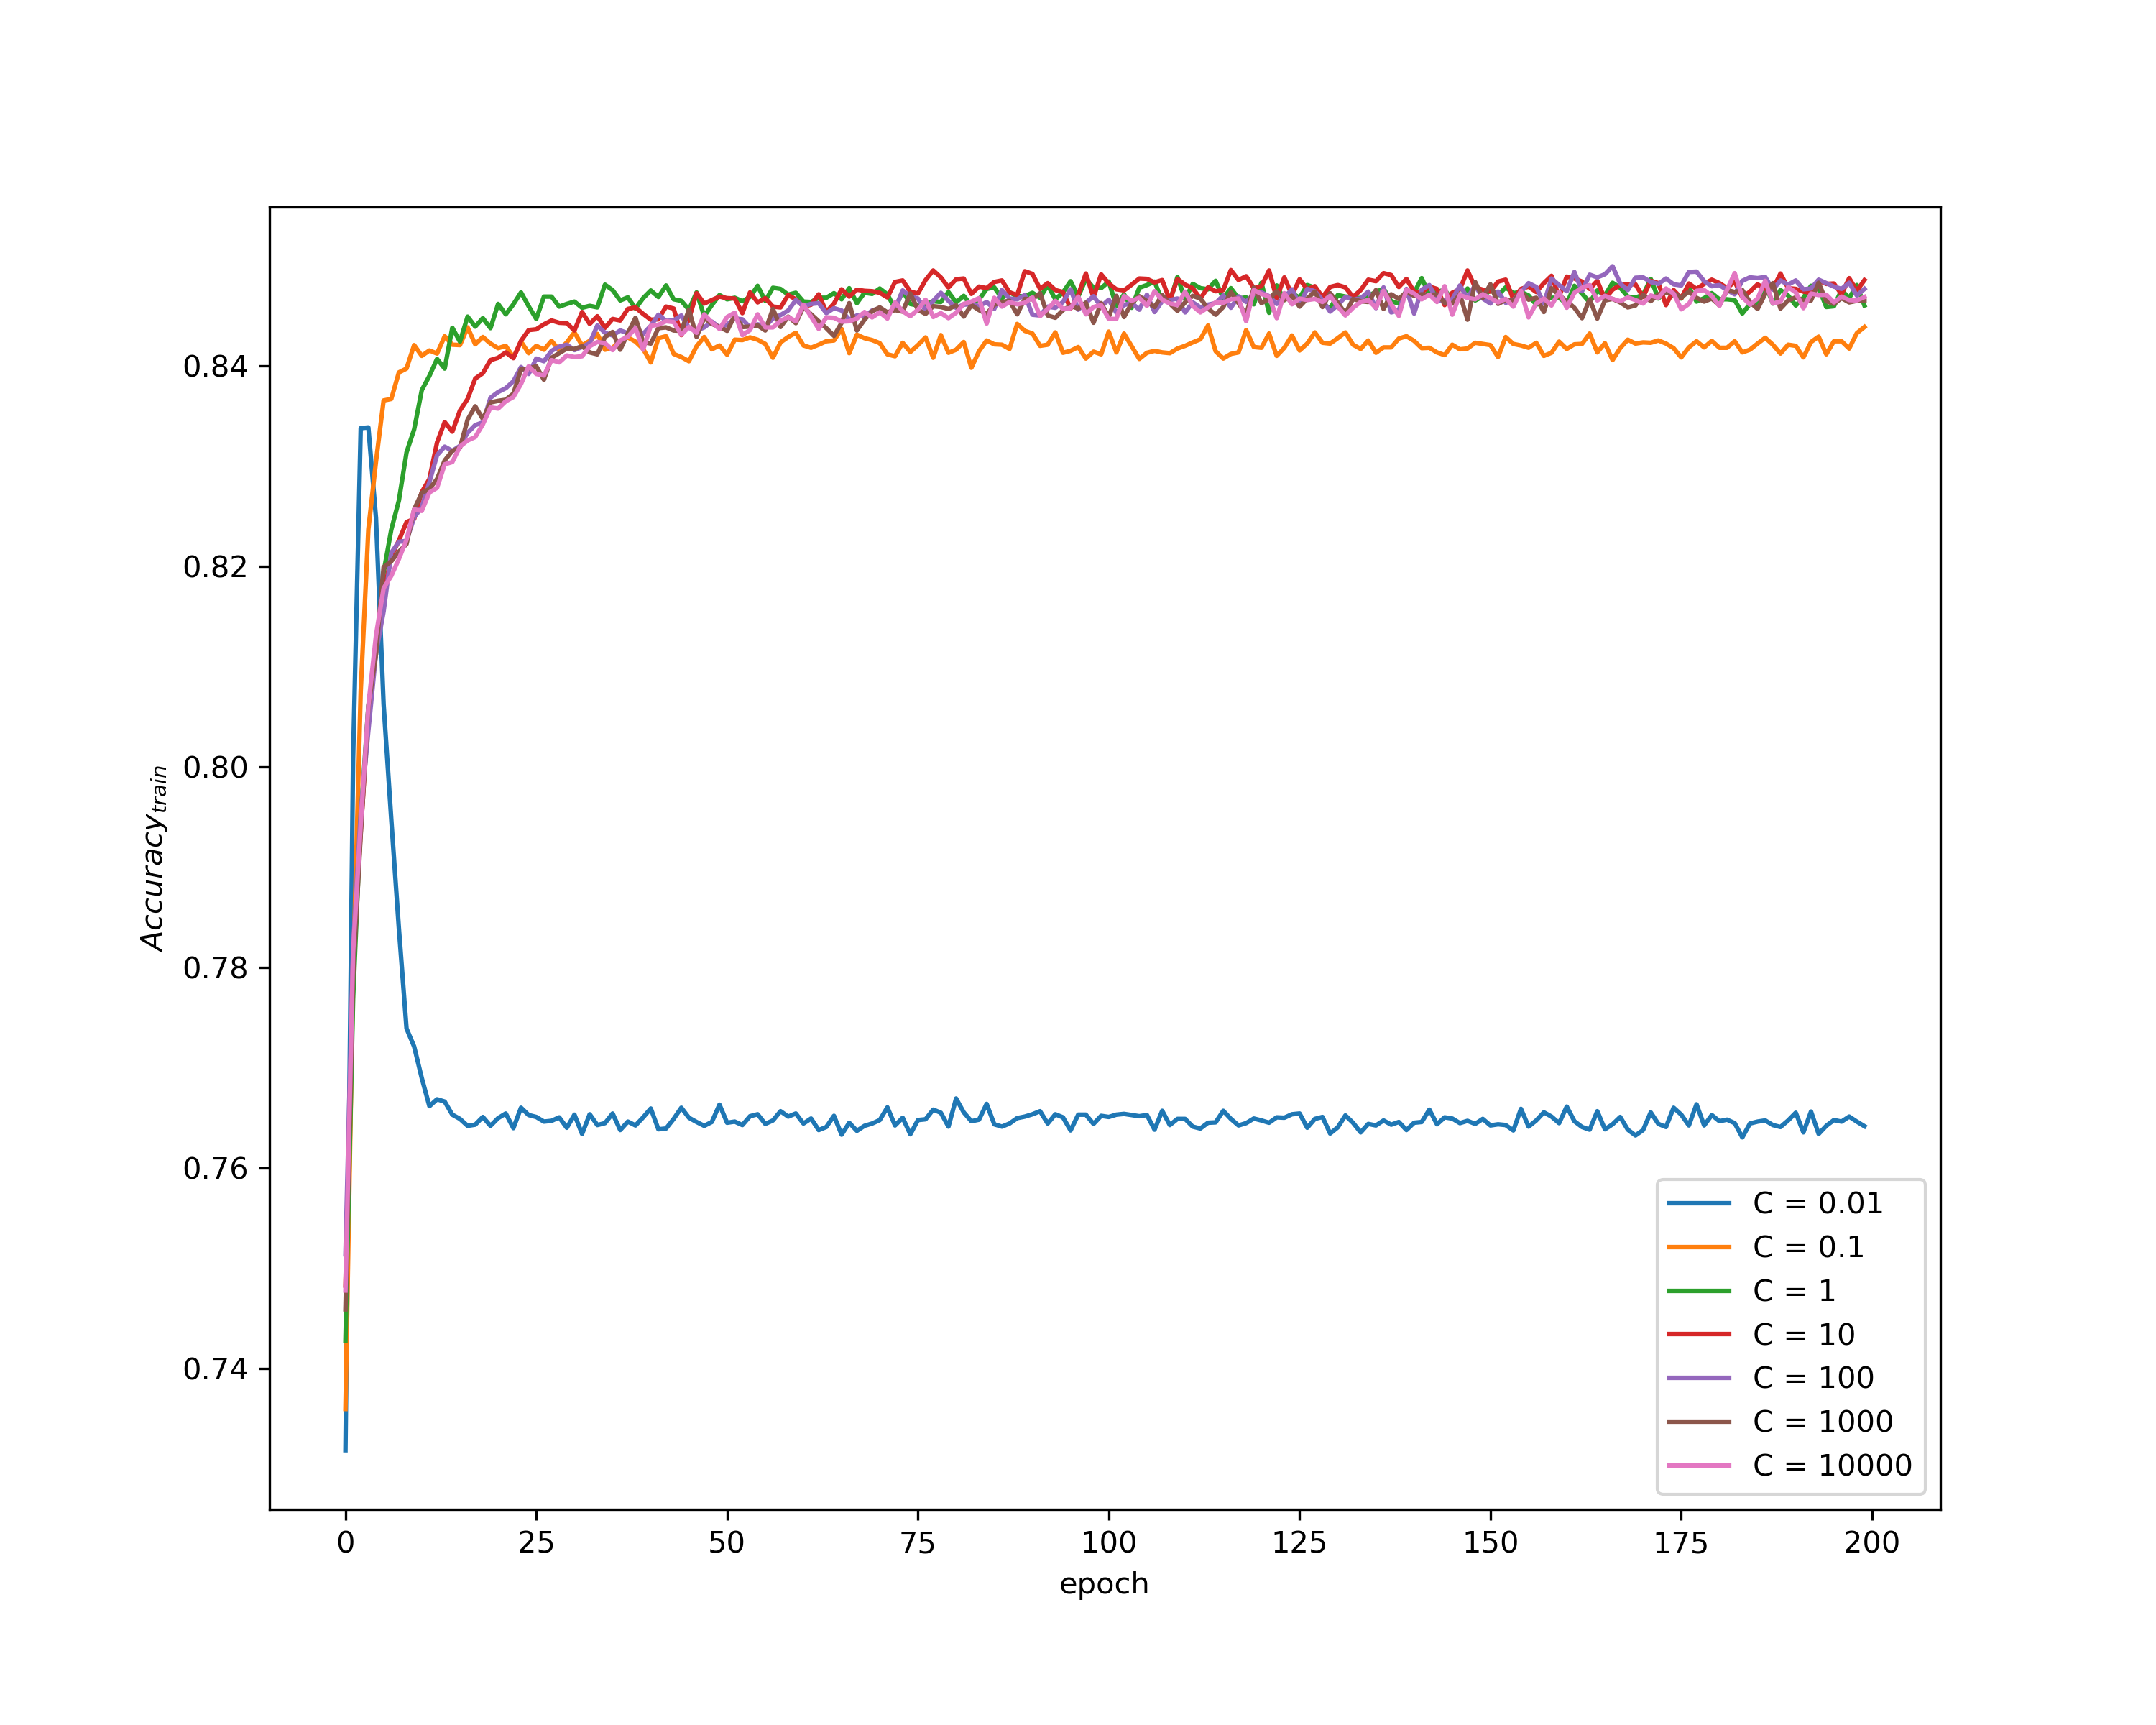 0.84
0.82
0.80
0.78
0.76
0.74
Accuracy_train
0 25 50 75 100 125 150 175 200
epoch
C = 0.01
C = 0.1
C = 1
C = 10
C = 100
C = 1000
C = 10000